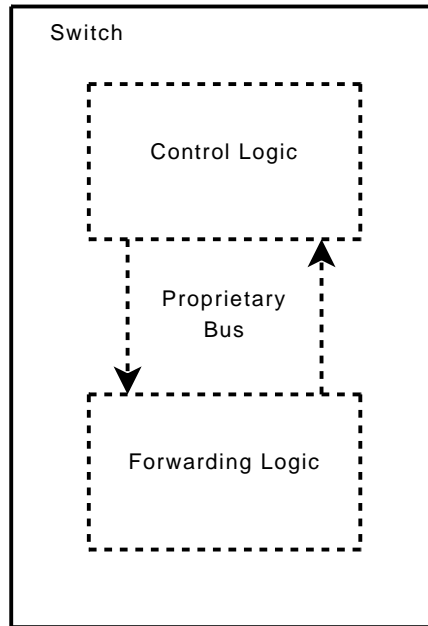 Switch
Control Logic
Proprietary
Bus
Forwarding Logic